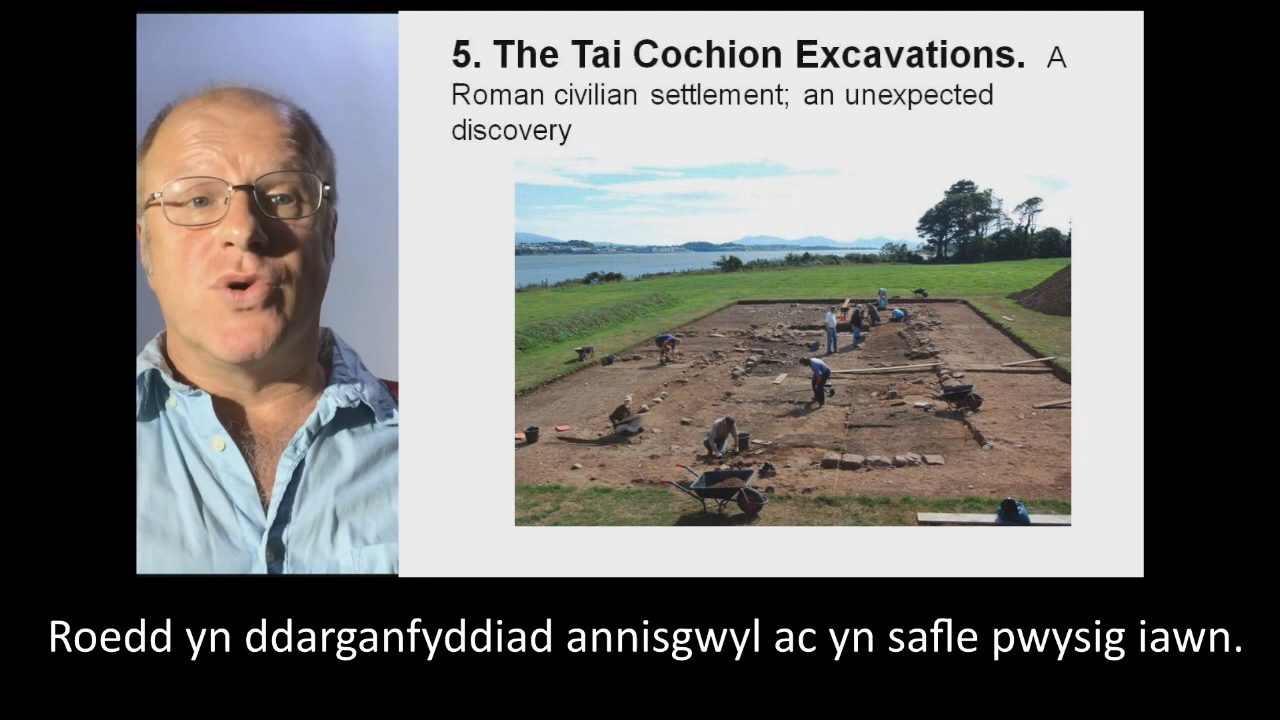 5. The Tai Cochion Excavations. A
Roman civilian settlement; an unexpected
discovery
Roedd yn ddarganfyddiad annisgwyl ac yn safle pwysig iawn.